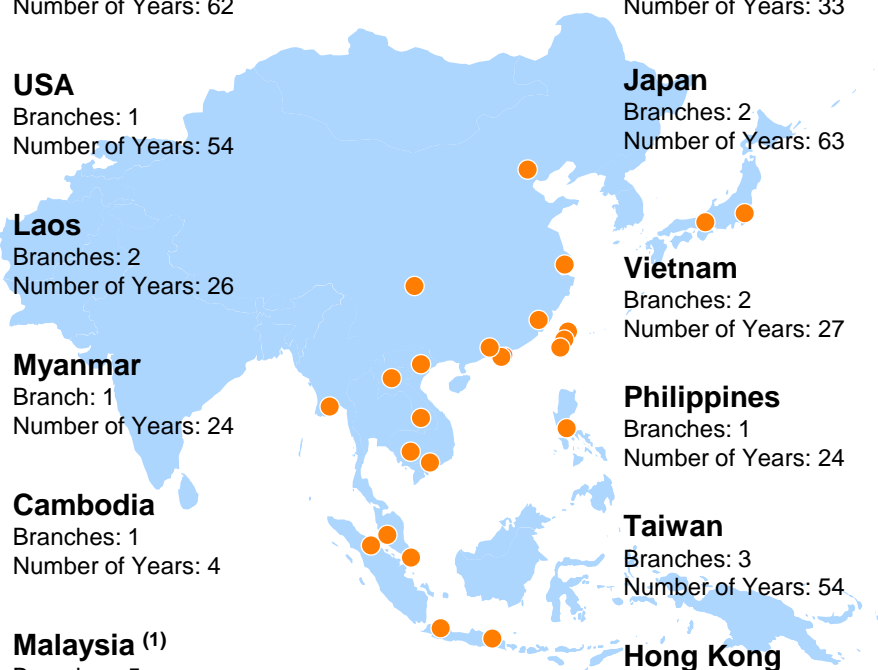 Number of Years: 62
USA
Branches: 1
Number of Years: 54
Laos
Branches: 2
Number of Years: 26
Myanmar
Branch: 1
Number of Years: 24
Cambodia
Branches: 1
Number of Years: 4
Malaysia (1)
Number of Years: 33
Japan
Branches: 2
Number of Years: 63
Vietnam
Branches: 2
Number of Years: 27
Philippines
Branches: 1
Number of Years: 24
Taiwan
Branches: 3
Number of Years: 54
Hong Kong